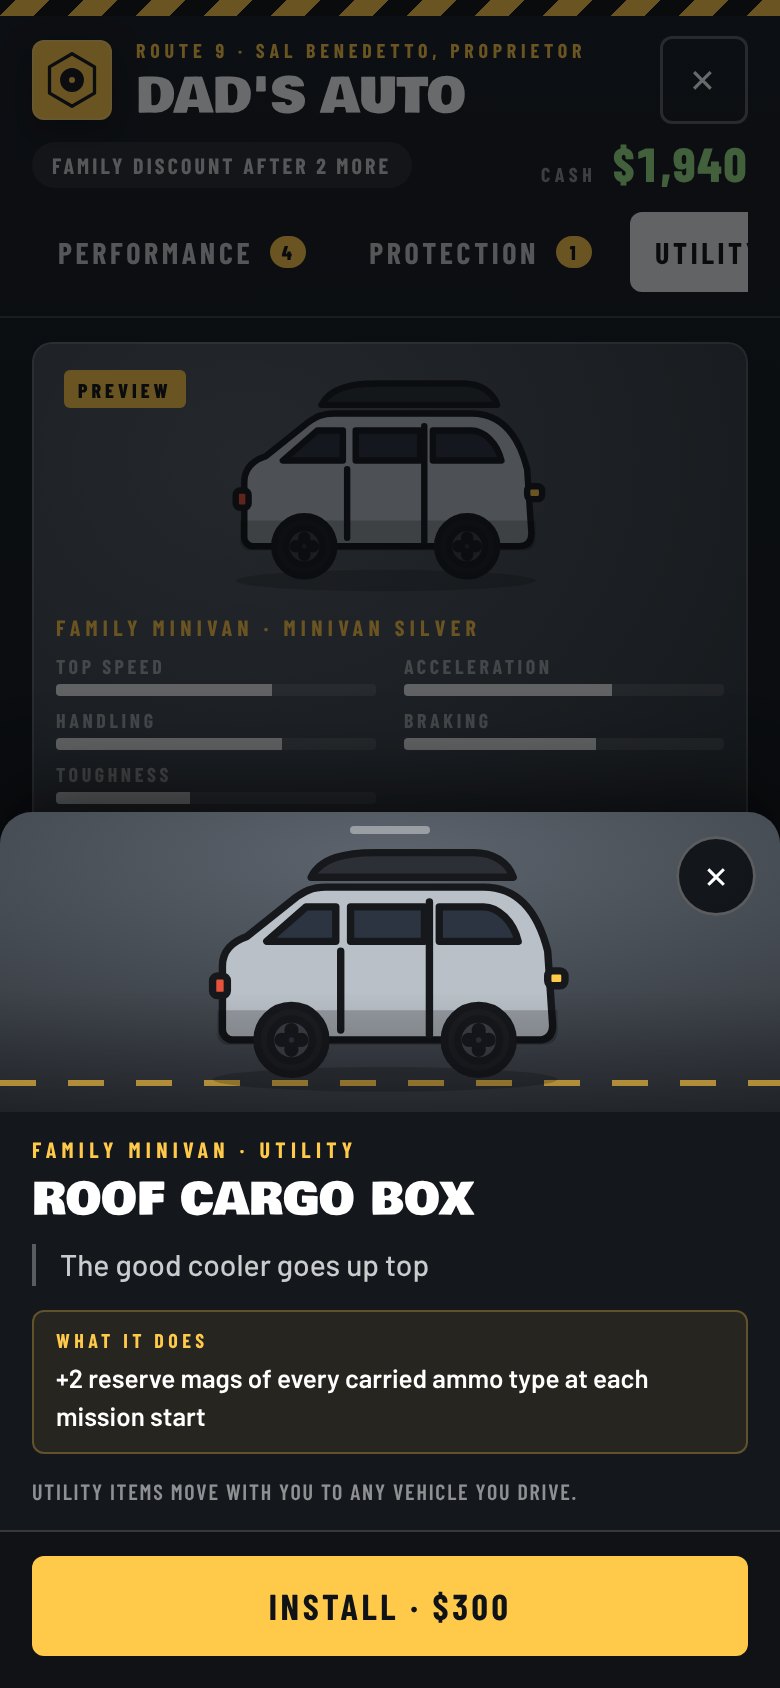 ROUTE 9 · SAL BENEDETTO, PROPRIETOR
DAD'S AUTO
×
FAMILY DISCOUNT AFTER 2 MORE
CASH $1,940
PERFORMANCE 4
PROTECTION 1
UTILITY
PREVIEW
FAMILY MINIVAN · MINIVAN SILVER
TOP SPEED
ACCELERATION
HANDLING
BRAKING
TOUGHNESS
×
FAMILY MINIVAN · UTILITY
ROOF CARGO BOX
The good cooler goes up top
WHAT IT DOES
+2 reserve mags of every carried ammo type at each
mission start
UTILITY ITEMS MOVE WITH YOU TO ANY VEHICLE YOU DRIVE.
INSTALL · $300